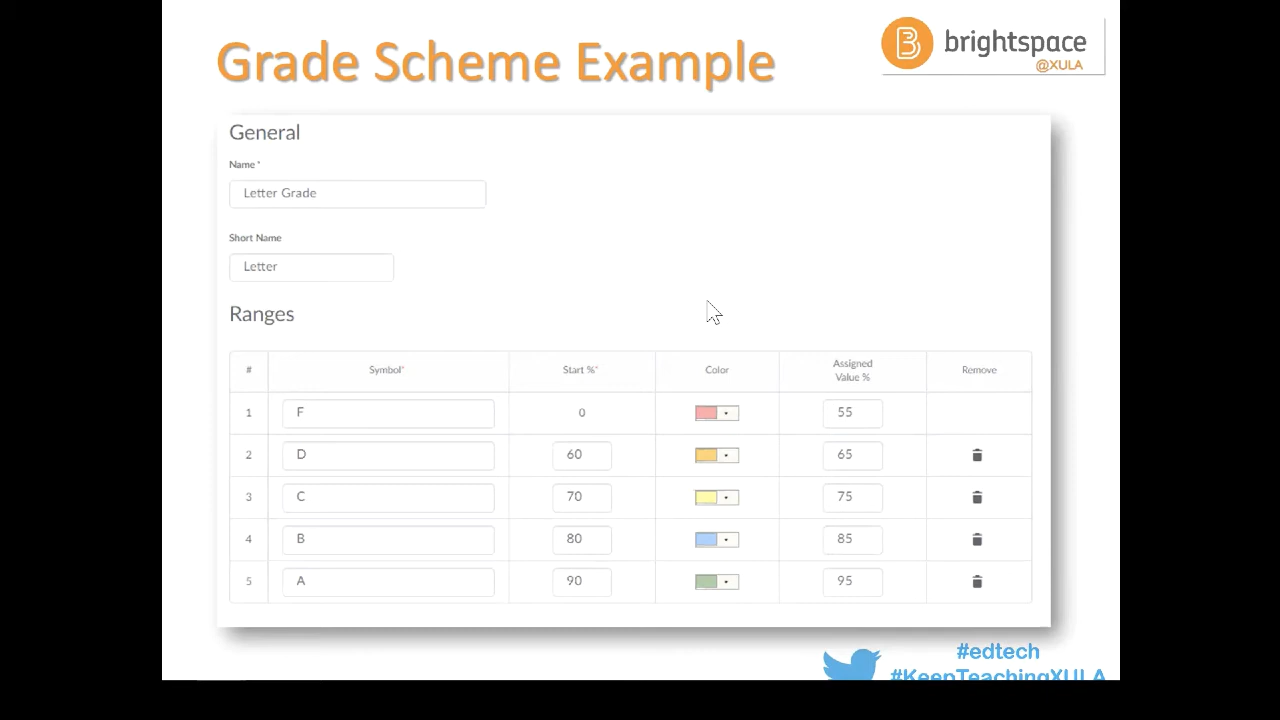 Grade Scheme Example
brightspace
@XULA
General
Name *
Letter Grade
Short Name
Letter
Ranges
# Symbol* Start %* Color Assigned Value % Remove
1 F 0 55
2 D 60 65
3 C 70 75
4 B 80 85
5 A 90 95
#edtech
#KeepTeachingXULA